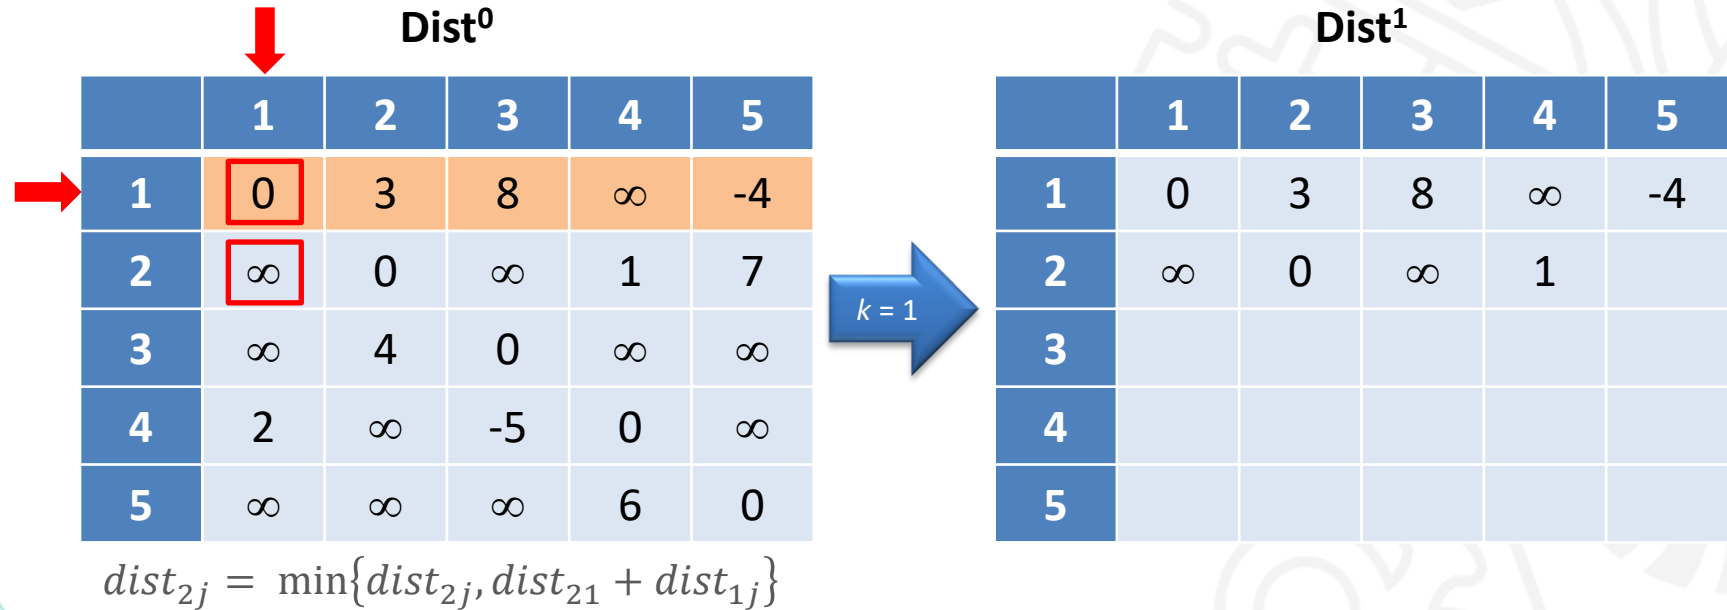 Dist⁰ Dist¹
1 2 3 4 5 1 2 3 4 5
1 0 3 8 ∞ -4 1 0 3 8 ∞ -4
2 ∞ 0 ∞ 1 7 2 ∞ 0 ∞ 1
k = 1
3 ∞ 4 0 ∞ ∞ 3
4 2 ∞ -5 0 ∞ 4
5 ∞ ∞ ∞ 6 0 5
dist₂ⱼ = min{dist₂ⱼ, dist₂₁ + dist₁ⱼ}